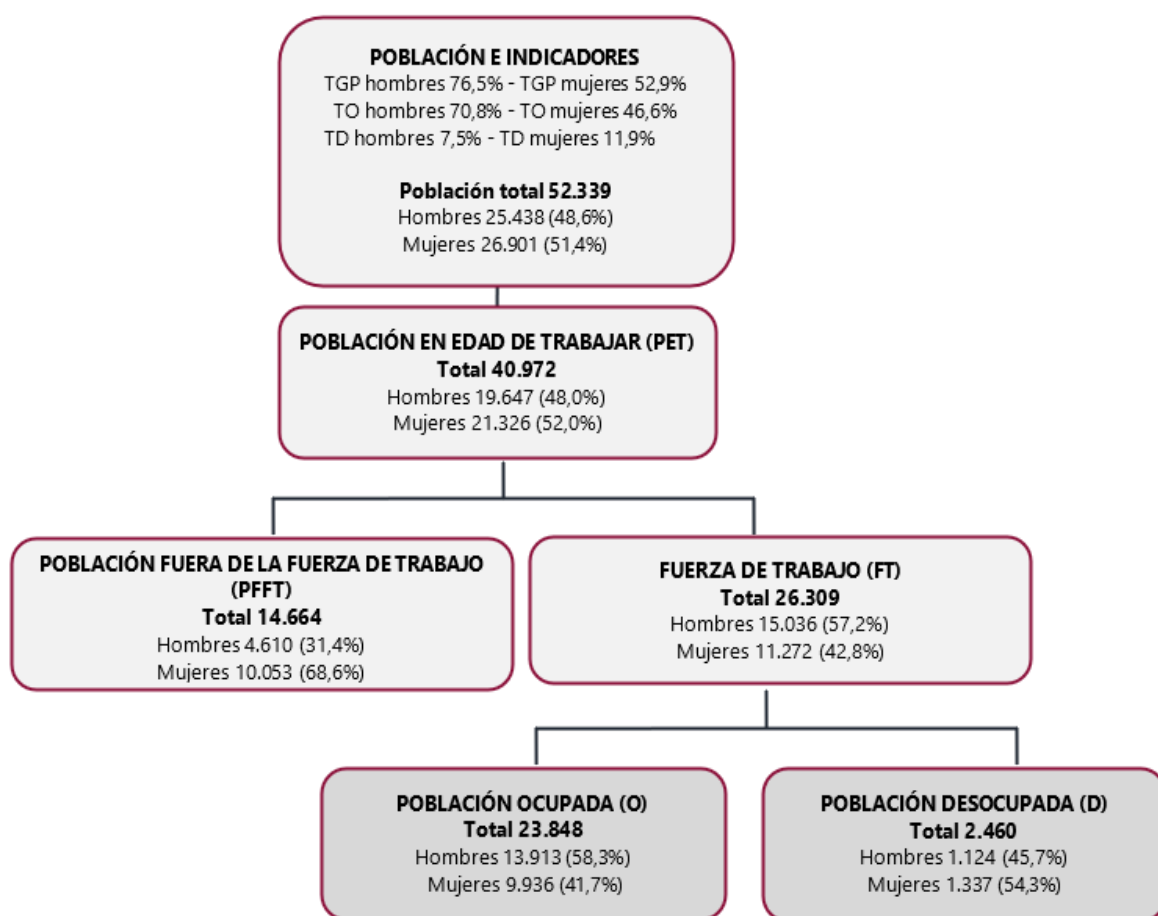 POBLACIÓN E INDICADORES
TGP hombres 76,5% - TGP mujeres 52,9%
TO hombres 70,8% - TO mujeres 46,6%
TD hombres 7,5% - TD mujeres 11,9%
Población total 52.339
Hombres 25.438 (48,6%)
Mujeres 26.901 (51,4%)
POBLACIÓN EN EDAD DE TRABAJAR (PET)
Total 40.972
Hombres 19.647 (48,0%)
Mujeres 21.326 (52,0%)
POBLACIÓN FUERA DE LA FUERZA DE TRABAJO
(PFFT)
Total 14.664
Hombres 4.610 (31,4%)
Mujeres 10.053 (68,6%)
FUERZA DE TRABAJO (FT)
Total 26.309
Hombres 15.036 (57,2%)
Mujeres 11.272 (42,8%)
POBLACIÓN OCUPADA (O)
Total 23.848
Hombres 13.913 (58,3%)
Mujeres 9.936 (41,7%)
POBLACIÓN DESOCUPADA (D)
Total 2.460
Hombres 1.124 (45,7%)
Mujeres 1.337 (54,3%)